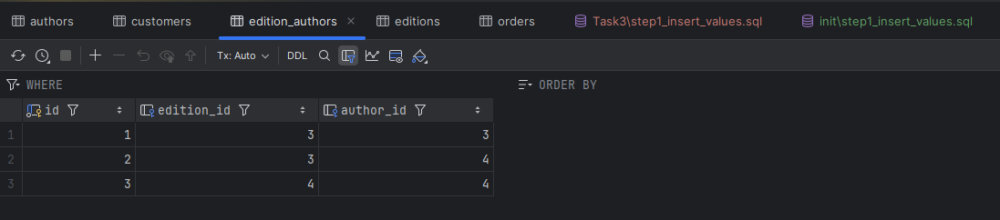 authors customers edition_authors editions orders Task3\step1_insert_values.sql init\step1_insert_values.sql
Tx: Auto DDL
WHERE ORDER BY
id edition_id author_id
1 1 3 3
2 2 3 4
3 3 4 4